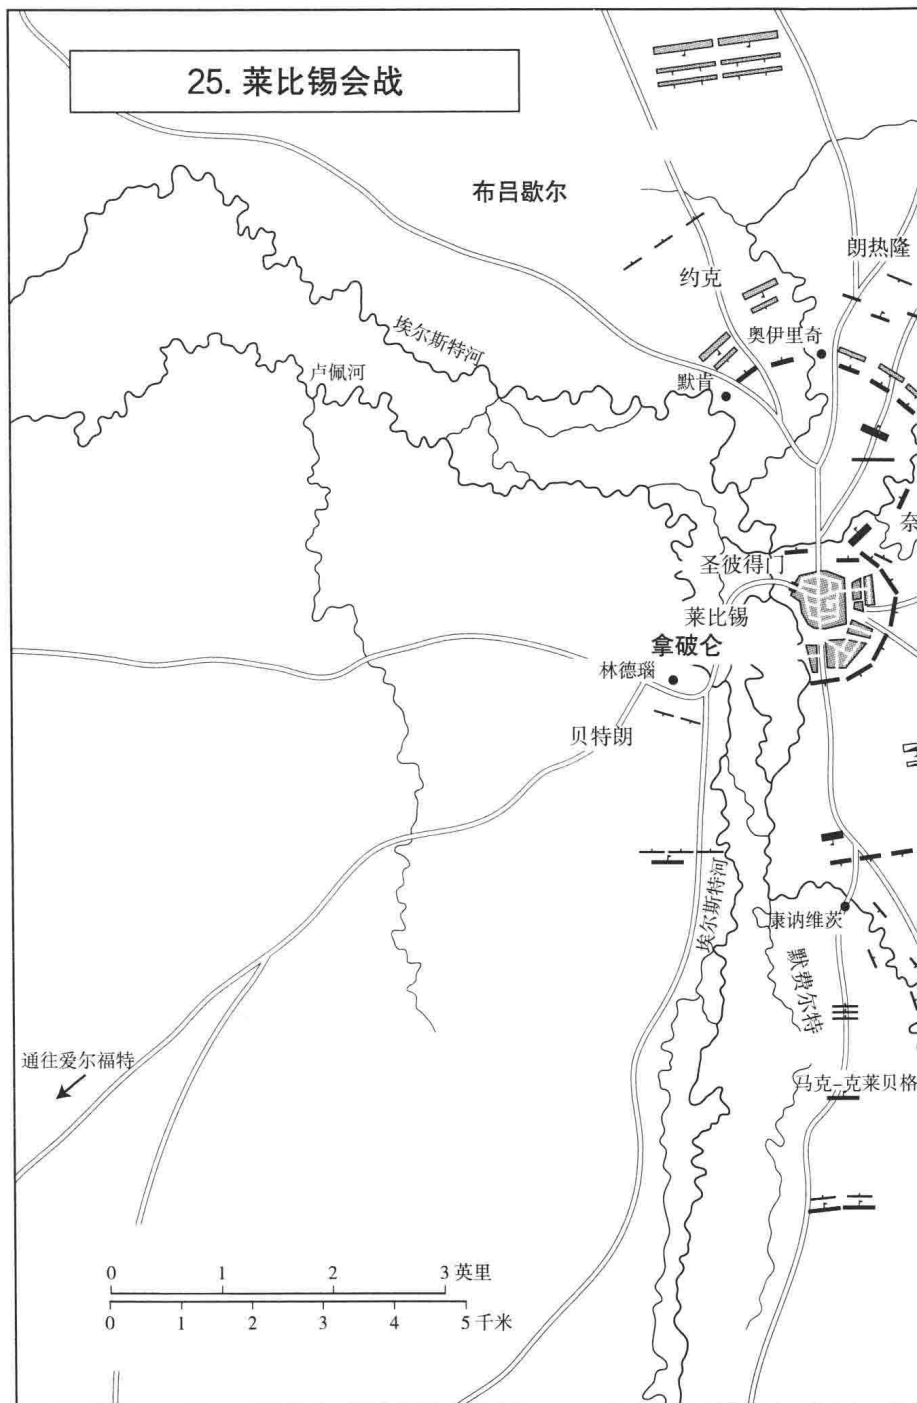 25. 莱比锡会战
布吕歇尔
朗热隆
约克
埃尔斯特河
奥伊里奇
卢佩河
默肯
奈
圣彼得门
莱比锡
拿破仑
林德瑙
贝特朗
埃尔斯特河
康讷维茨
默费尔特
通往爱尔福特
马克-克莱贝格
0 1 2 3 英里
0 1 2 3 4 5 千米